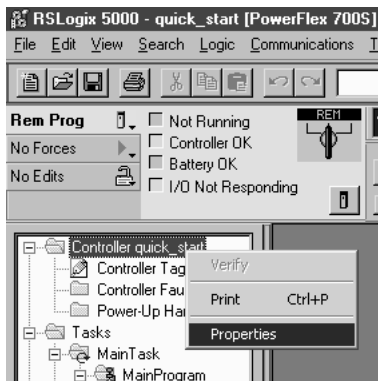 RSLogix 5000 - quick_start [PowerFlex 700S]
File Edit View Search Logic Communications T
Rem Prog
Not Running
REM
No Forces
Controller OK
Battery OK
No Edits
I/O Not Responding
Controller quick_start
Controller Tag
Verify
Controller Fau
Print Ctrl+P
Power-Up Ha
Properties
Tasks
MainTask
MainProgram